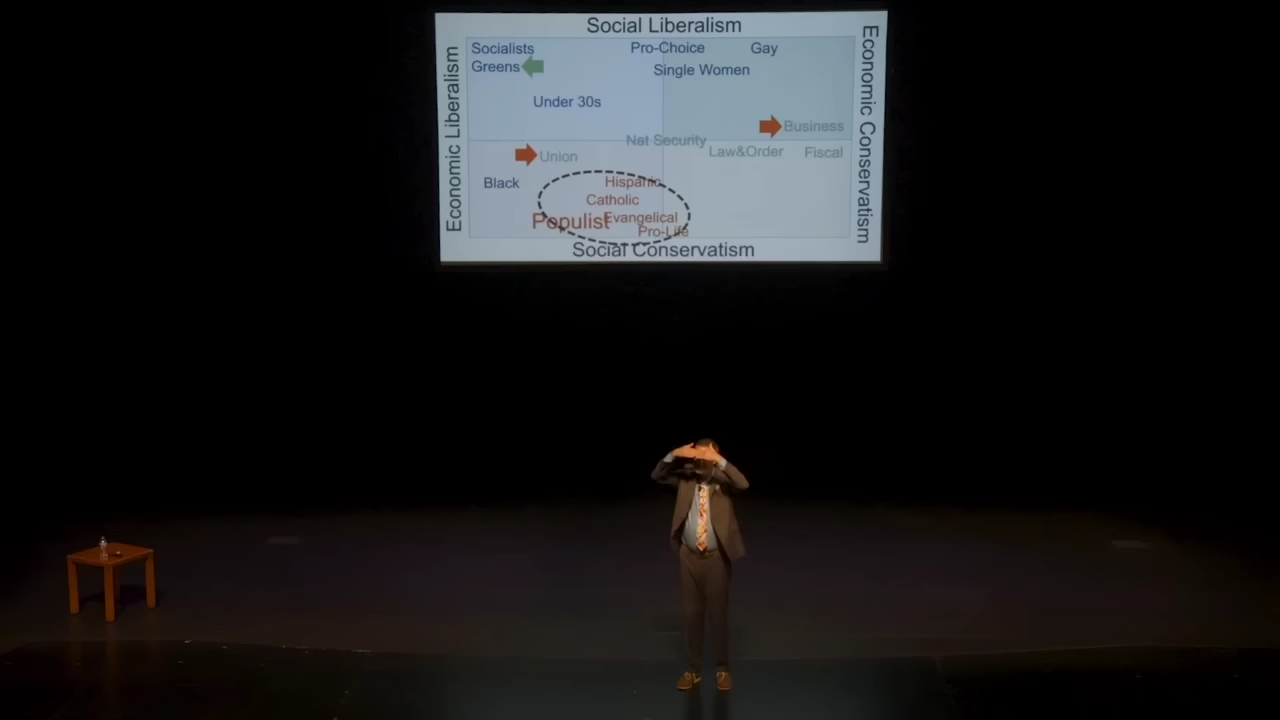 Social Liberalism
Economic Liberalism
Economic Conservatism
Socialists
Pro-Choice
Gay
Greens
Single Women
Under 30s
Business
Nat Security
Law&Order
Fiscal
Union
Black
Hispanic
Catholic
Populist
Evangelical
Pro-Life
Social Conservatism